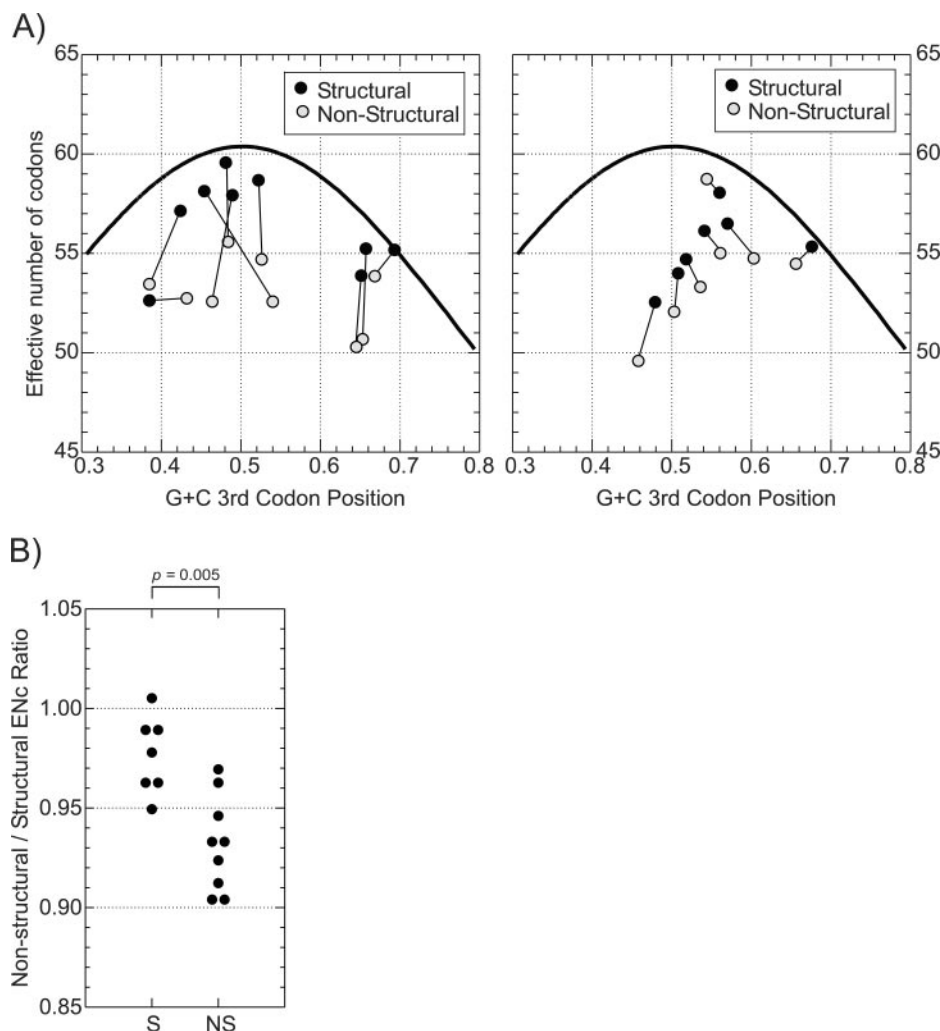 A)
65
60
55
50
45
Effective number of codons
Structural
Non-Structural
0.3 0.4 0.5 0.6 0.7 0.8
G+C 3rd Codon Position
Structural
Non-Structural
65
60
55
50
45
0.3 0.4 0.5 0.6 0.7 0.8
G+C 3rd Codon Position
B)
p = 0.005
1.05
1.00
0.95
0.90
0.85
Non-structural / Structural ENc Ratio
S NS